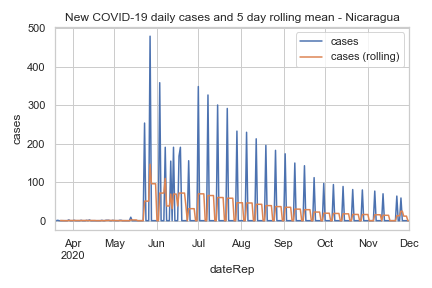 New COVID-19 daily cases and 5 day rolling mean - Nicaragua
500
400
300
200
100
0
cases
cases
cases (rolling)
Apr
2020
May
Jun
Jul
Aug
Sep
Oct
Nov
Dec
dateRep